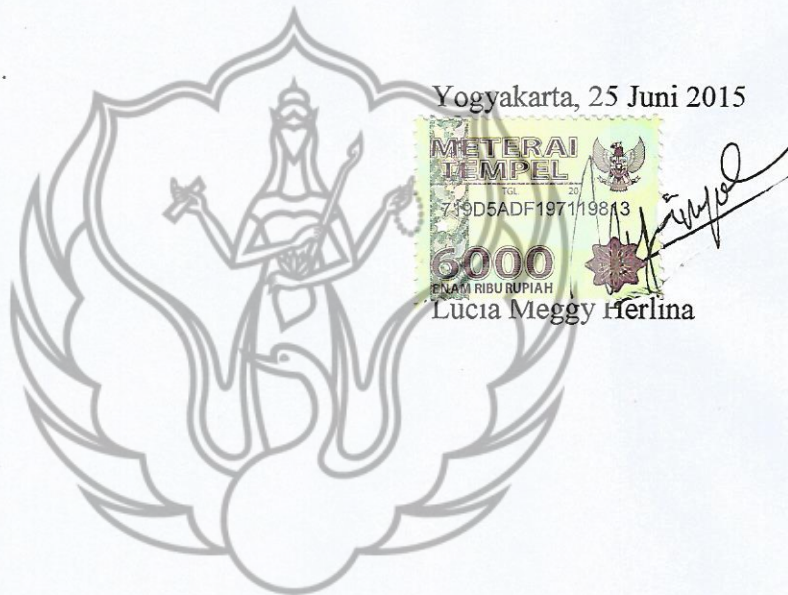 Yogyakarta, 25 Juni 2015
METERAI
TEMPEL
TGL. 20
719D5ADF197119813
6000
ENAM RIBU RUPIAH
Lucia Meggy Herlina